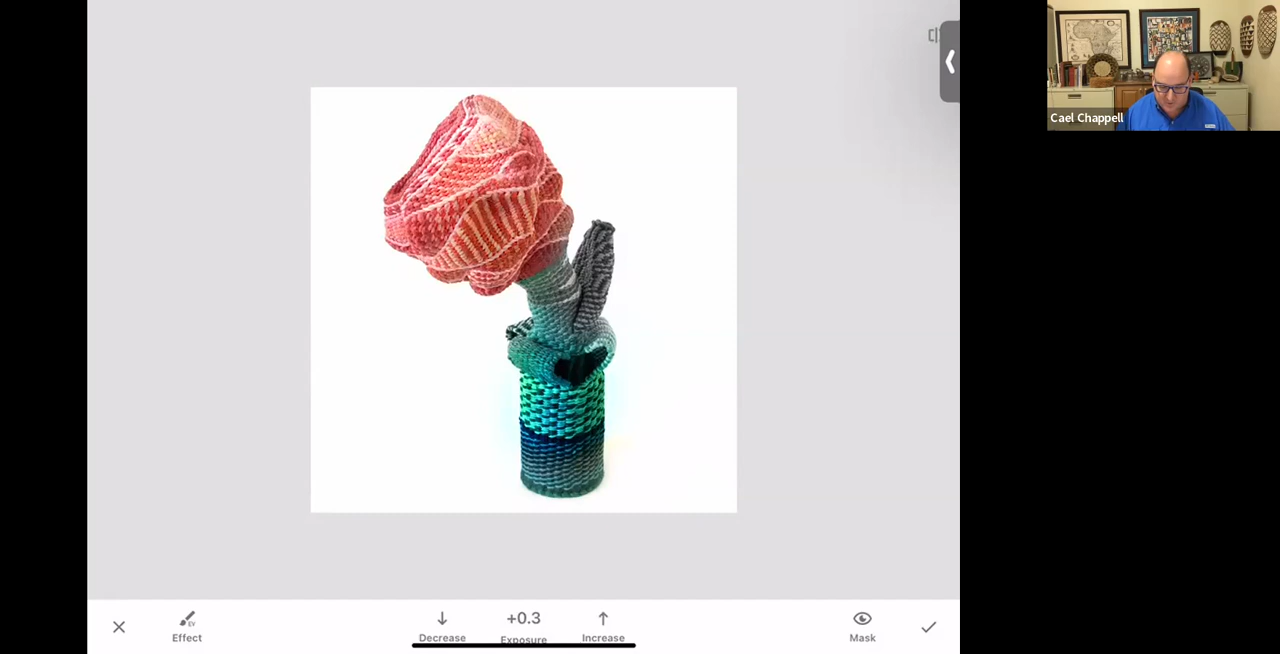 Cael Chappell
+0.3
Effect
Decrease
Exposure
Increase
Mask